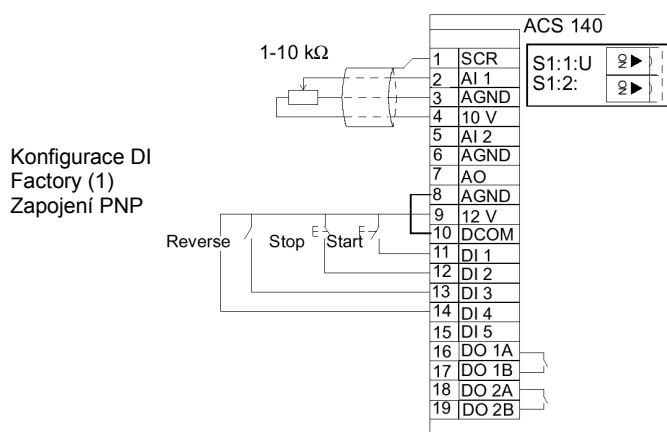 ACS 140
1-10 kΩ
1 SCR
2 AI 1
3 AGND
4 10 V
5 AI 2
6 AGND
7 AO
8 AGND
9 12 V
10 DCOM
11 DI 1
12 DI 2
13 DI 3
14 DI 4
15 DI 5
16 DO 1A
17 DO 1B
18 DO 2A
19 DO 2B
S1:1:U
ON
S1:2:
ON
Konfigurace DI
Factory (1)
Zapojení PNP
Reverse Stop Start